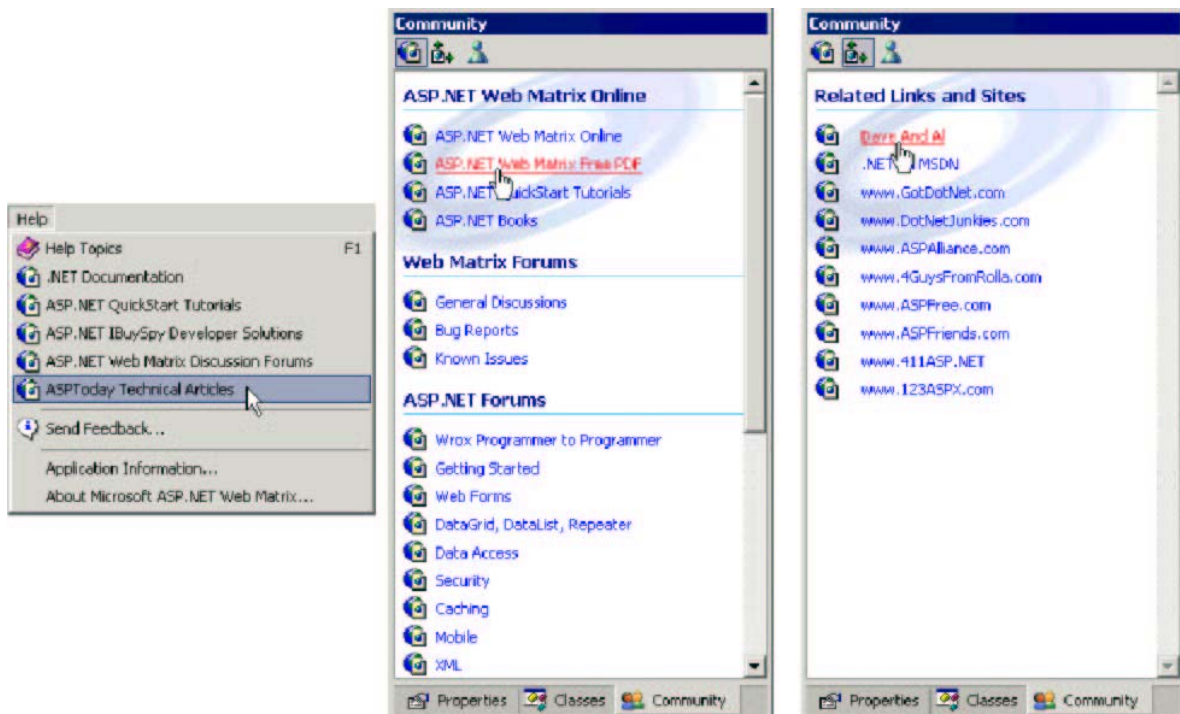 Help
Help Topics F1
.NET Documentation
ASP.NET QuickStart Tutorials
ASP.NET IBuySpy Developer Solutions
ASP.NET Web Matrix Discussion Forums
ASPToday Technical Articles
Send Feedback...
Application Information...
About Microsoft ASP.NET Web Matrix...
Community
ASP.NET Web Matrix Online
ASP.NET Web Matrix Online
ASP.NET Web Matrix Free PDF
ASP.NET QuickStart Tutorials
ASP.NET Books
Web Matrix Forums
General Discussions
Bug Reports
Known Issues
ASP.NET Forums
Wrox Programmer to Programmer
Getting Started
Web Forms
DataGrid, DataList, Repeater
Data Access
Security
Caching
Mobile
XML
Properties Classes Community
Community
Related Links and Sites
Dave And Al
.NET MSDN
www.GotDotNet.com
www.DotNetJunkies.com
www.ASPAlliance.com
www.4GuysFromRolla.com
www.ASPFree.com
www.ASPFriends.com
www.411ASP.NET
www.123ASPX.com
Properties Classes Community